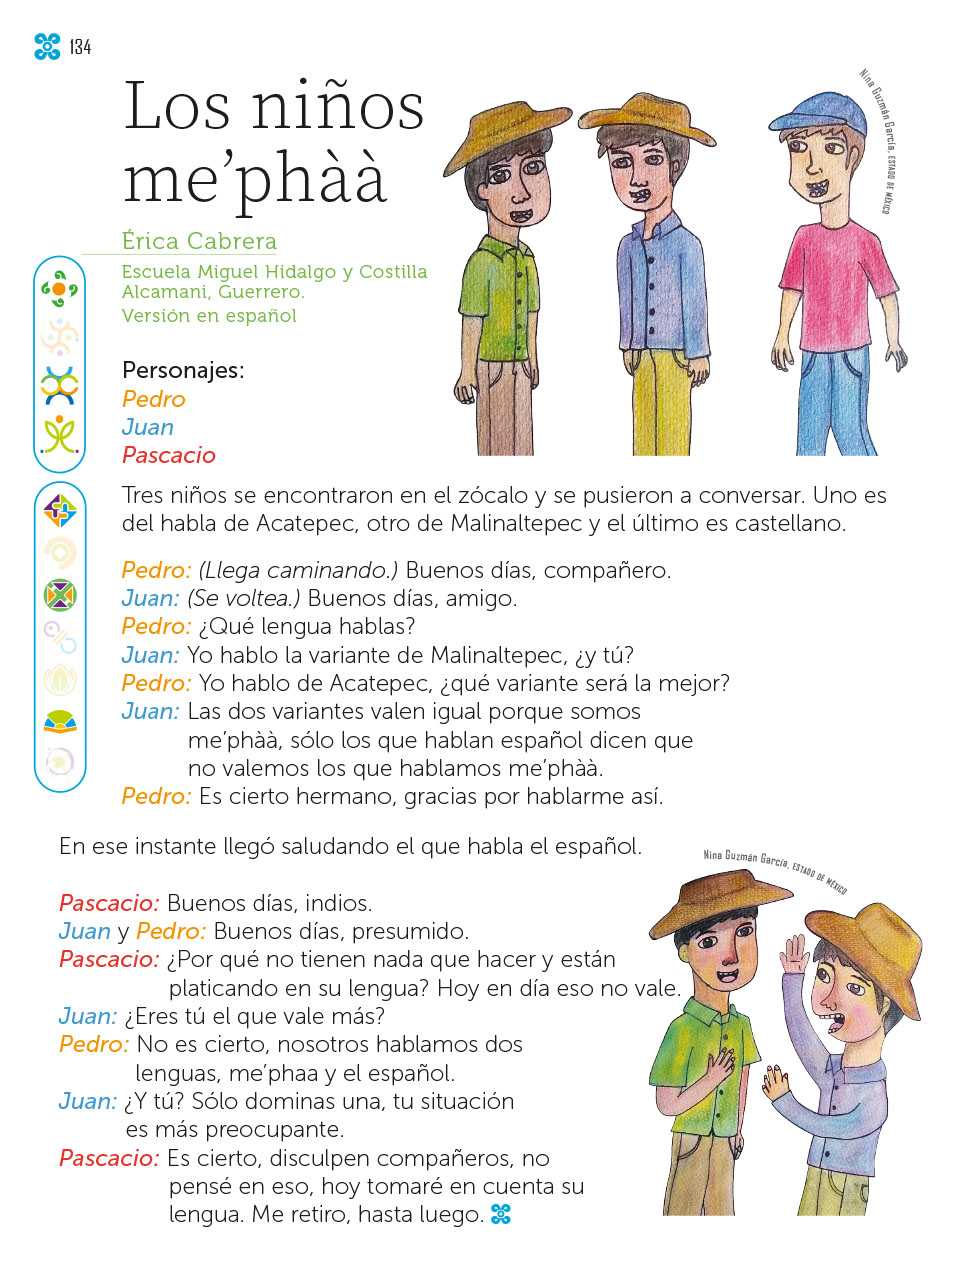 134
Los niños
me’phàà
Nina Guzmán García, ESTADO DE MÉXICO
Érica Cabrera
Escuela Miguel Hidalgo y Costilla
Alcamani, Guerrero.
Versión en español
Personajes:
Pedro
Juan
Pascacio
Tres niños se encontraron en el zócalo y se pusieron a conversar. Uno es
del habla de Acatepec, otro de Malinaltepec y el último es castellano.
Pedro: (Llega caminando.) Buenos días, compañero.
Juan: (Se voltea.) Buenos días, amigo.
Pedro: ¿Qué lengua hablas?
Juan: Yo hablo la variante de Malinaltepec, ¿y tú?
Pedro: Yo hablo de Acatepec, ¿qué variante será la mejor?
Juan: Las dos variantes valen igual porque somos
me’phàà, sólo los que hablan español dicen que
no valemos los que hablamos me’phàà.
Pedro: Es cierto hermano, gracias por hablarme así.
En ese instante llegó saludando el que habla el español.
Nina Guzmán García, ESTADO DE MÉXICO
Pascacio: Buenos días, indios.
Juan y Pedro: Buenos días, presumido.
Pascacio: ¿Por qué no tienen nada que hacer y están
platicando en su lengua? Hoy en día eso no vale.
Juan: ¿Eres tú el que vale más?
Pedro: No es cierto, nosotros hablamos dos
lenguas, me’phaa y el español.
Juan: ¿Y tú? Sólo dominas una, tu situación
es más preocupante.
Pascacio: Es cierto, disculpen compañeros, no
pensé en eso, hoy tomaré en cuenta su
lengua. Me retiro, hasta luego.